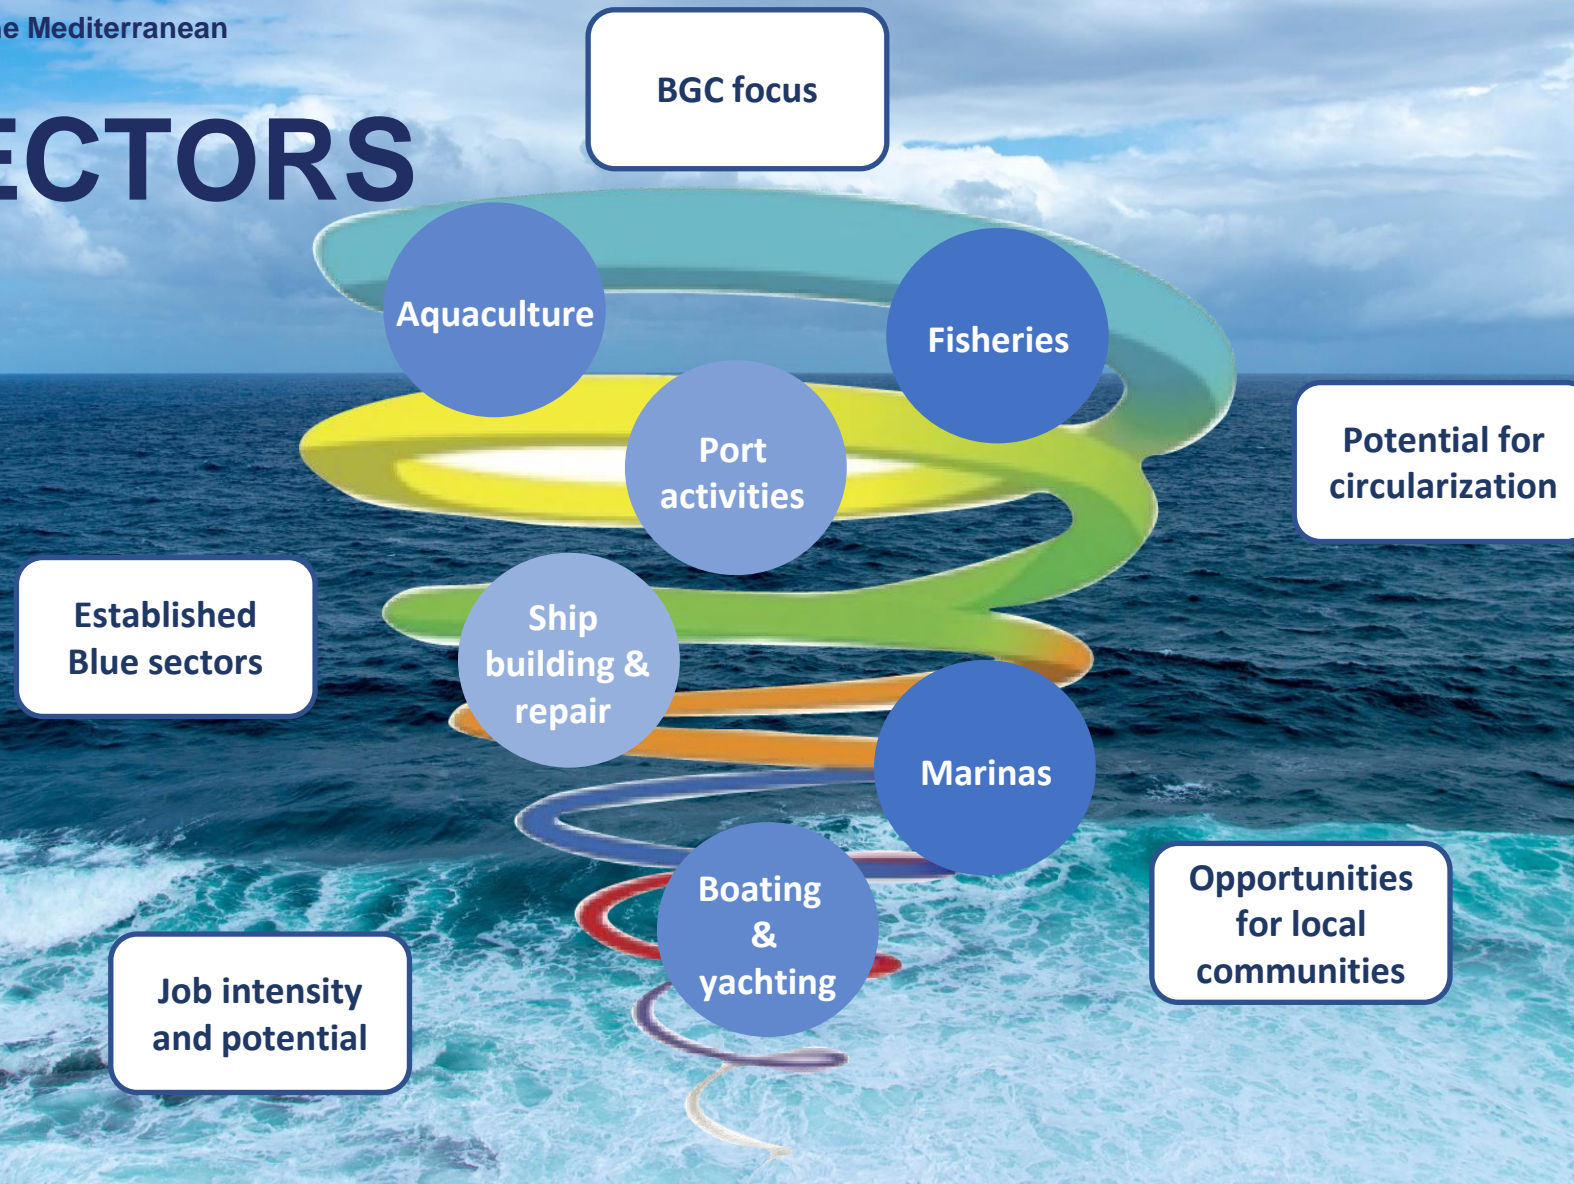 Mediterranean
BGC focus
Aquaculture
Fisheries
Port
activities
Potential for
circularization
Established
Blue sectors
Ship
building &
repair
Marinas
Boating
&
yachting
Opportunities
for local
communities
Job intensity
and potential